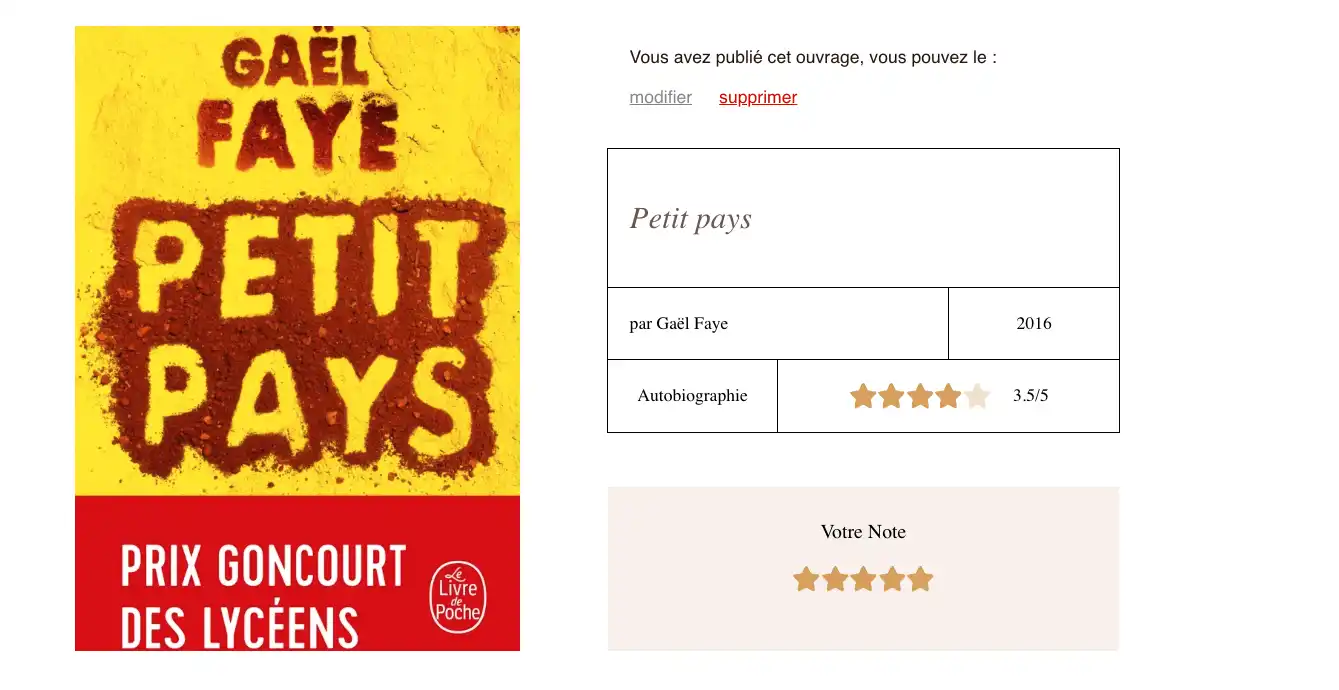 GAËL
FAYE
PETIT
PAYS
PRIX GONCOURT
DES LYCÉENS
Le
Livre
de
Poche
Vous avez publié cet ouvrage, vous pouvez le :
modifier supprimer
Petit pays
par Gaël Faye 2016
Autobiographie 3.5/5
Votre Note